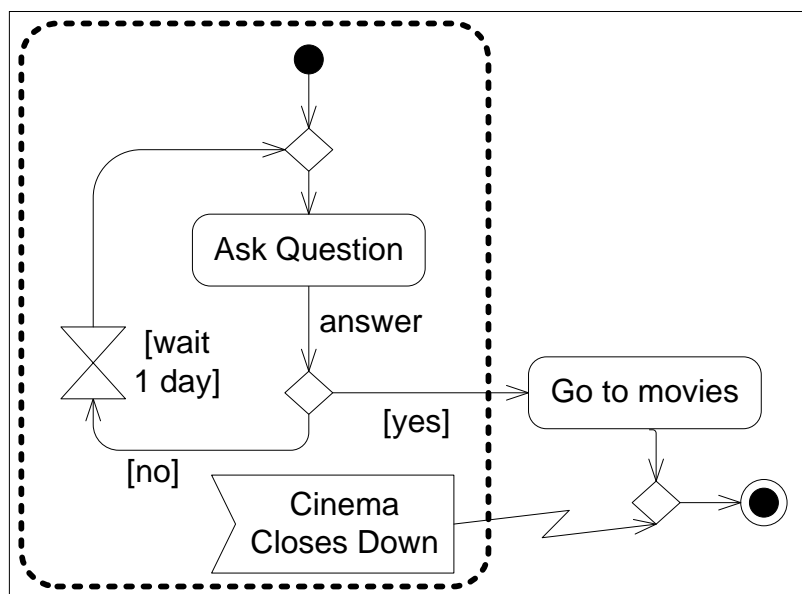 Ask Question
answer
[wait
1 day]
Go to movies
[yes]
[no]
Cinema
Closes Down